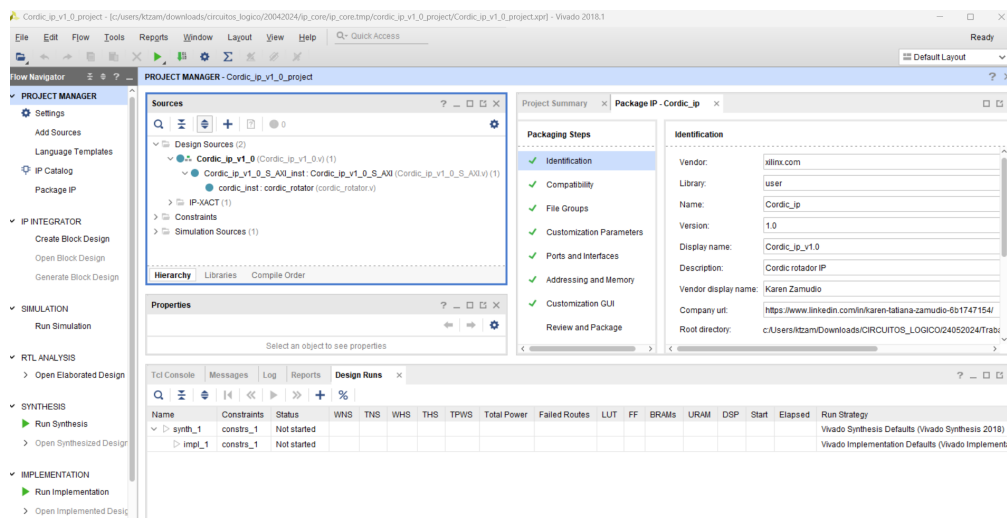 Cordic_ip_v1_0_project - [c:/users/ktzam/downloads/circuitos_logico/20042024/ip_core/ip_core.tmp/cordic_ip_v1_0_project/Cordic_ip_v1_0_project.xpr] - Vivado 2018.1
File Edit Flow Tools Reports Window Layout View Help Quick Access Ready
Default Layout
Flow Navigator
PROJECT MANAGER - Cordic_ip_v1_0_project
PROJECT MANAGER
Settings
Add Sources
Language Templates
IP Catalog
Package IP
IP INTEGRATOR
Create Block Design
Open Block Design
Generate Block Design
SIMULATION
Run Simulation
RTL ANALYSIS
Open Elaborated Design
SYNTHESIS
Run Synthesis
Open Synthesized Design
IMPLEMENTATION
Run Implementation
Open Implemented Desig
Sources
0
Design Sources (2)
Cordic_ip_v1_0 (Cordic_ip_v1_0.v) (1)
Cordic_ip_v1_0_S_AXI_inst : Cordic_ip_v1_0_S_AXI (Cordic_ip_v1_0_S_AXI.v) (1)
cordic_inst : cordic_rotator (cordic_rotator.v)
IP-XACT (1)
Constraints
Simulation Sources (1)
Hierarchy Libraries Compile Order
Properties
Select an object to see properties
Project Summary Package IP - Cordic_ip
Packaging Steps
Identification
Compatibility
File Groups
Customization Parameters
Ports and Interfaces
Addressing and Memory
Customization GUI
Review and Package
Identification
Vendor: xilinx.com
Library: user
Name: Cordic_ip
Version: 1.0
Display name: Cordic_ip_v1.0
Description: Cordic rotador IP
Vendor display name: Karen Zamudio
Company url: https://www.linkedin.com/in/karen-tatiana-zamudio-6b1747154/
Root directory: c:/Users/ktzam/Downloads/CIRCUITOS_LOGICO/24052024/Traba
Tcl Console Messages Log Reports Design Runs
Name Constraints Status WNS TNS WHS THS TPWS Total Power Failed Routes LUT FF BRAMs URAM DSP Start Elapsed Run Strategy
synth_1 constrs_1 Not started Vivado Synthesis Defaults (Vivado Synthesis 2018)
impl_1 constrs_1 Not started Vivado Implementation Defaults (Vivado Implementa